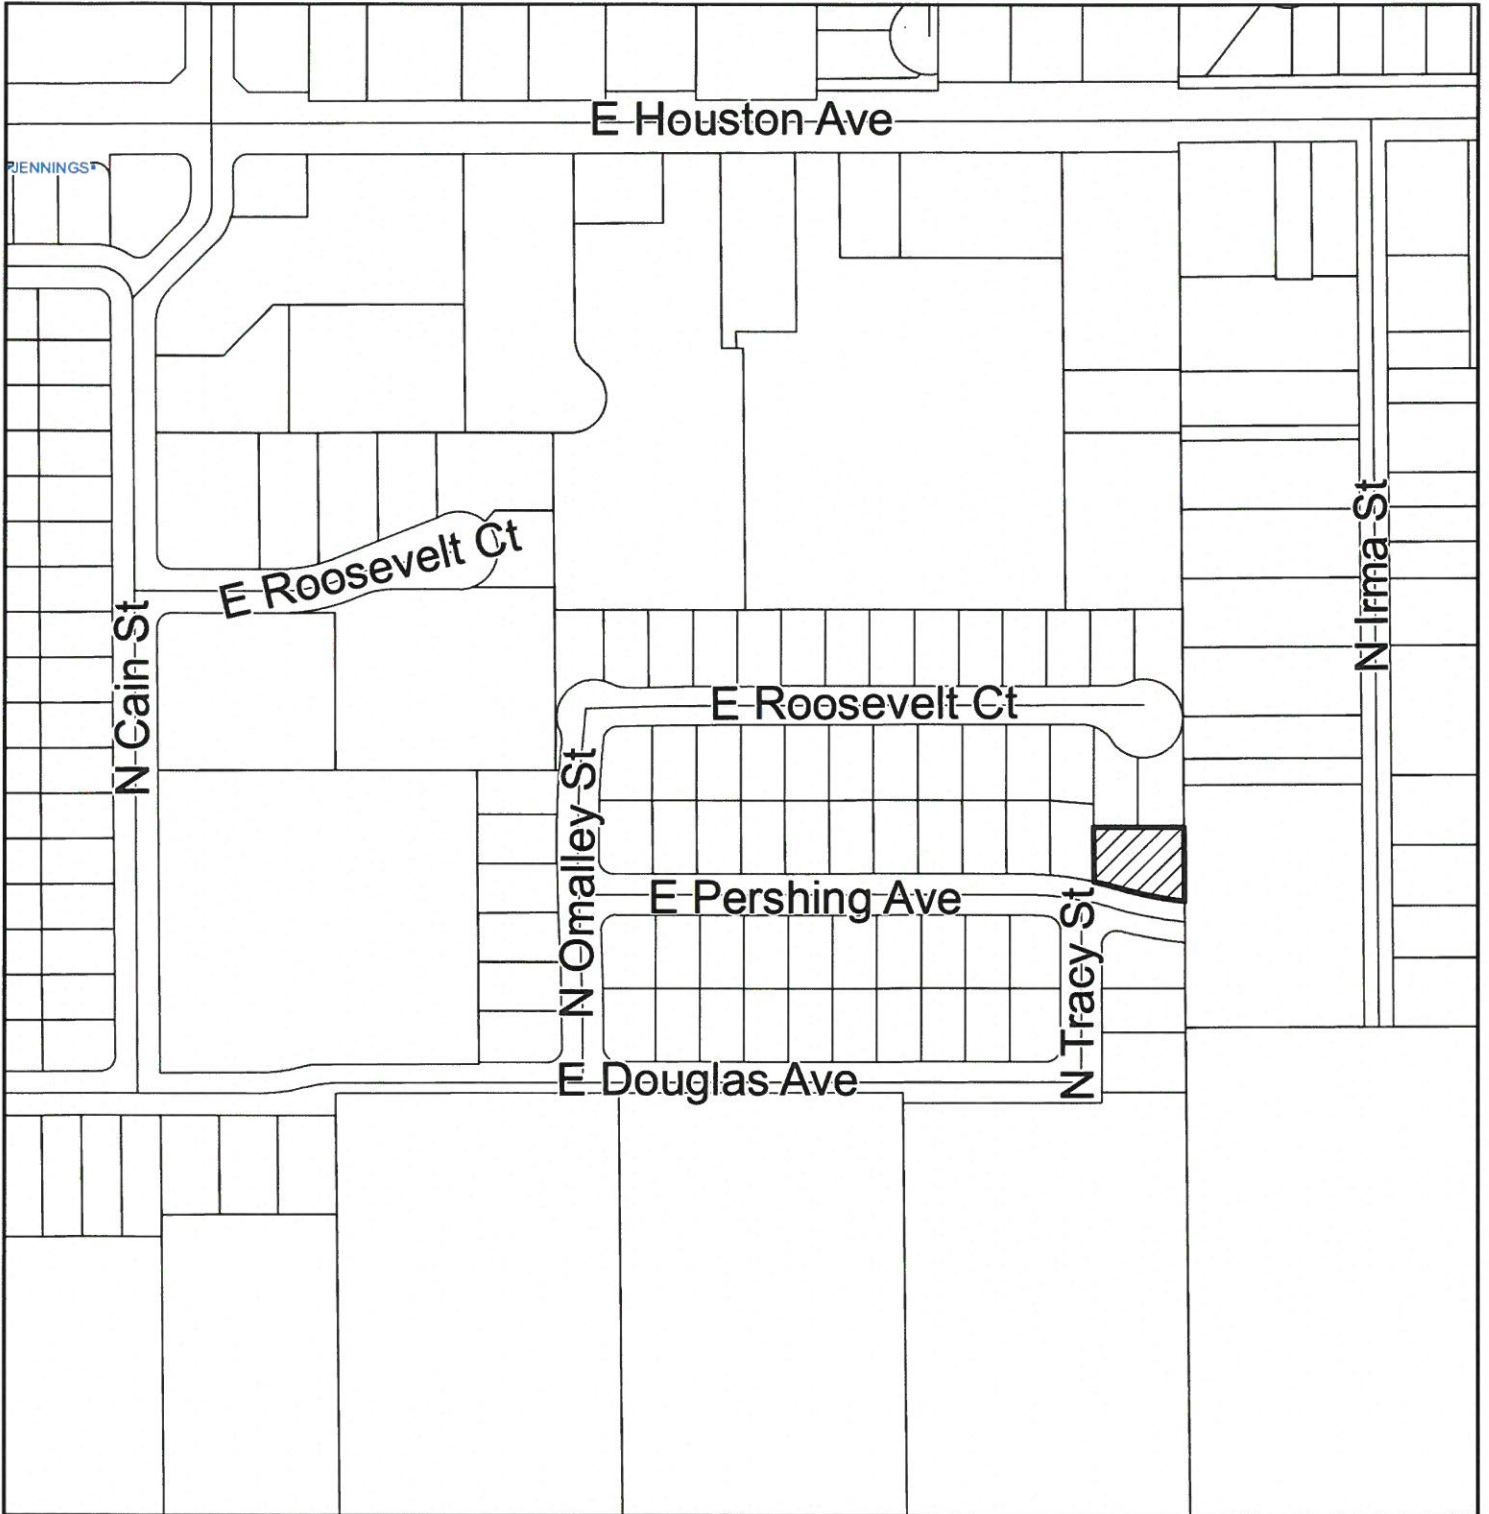 E Houston Ave
JENNINGS
E Roosevelt Ct
N Irma St
N Cain St
E Roosevelt Ct
N Omalley St
E Pershing Ave
N Tracy St
E Douglas Ave